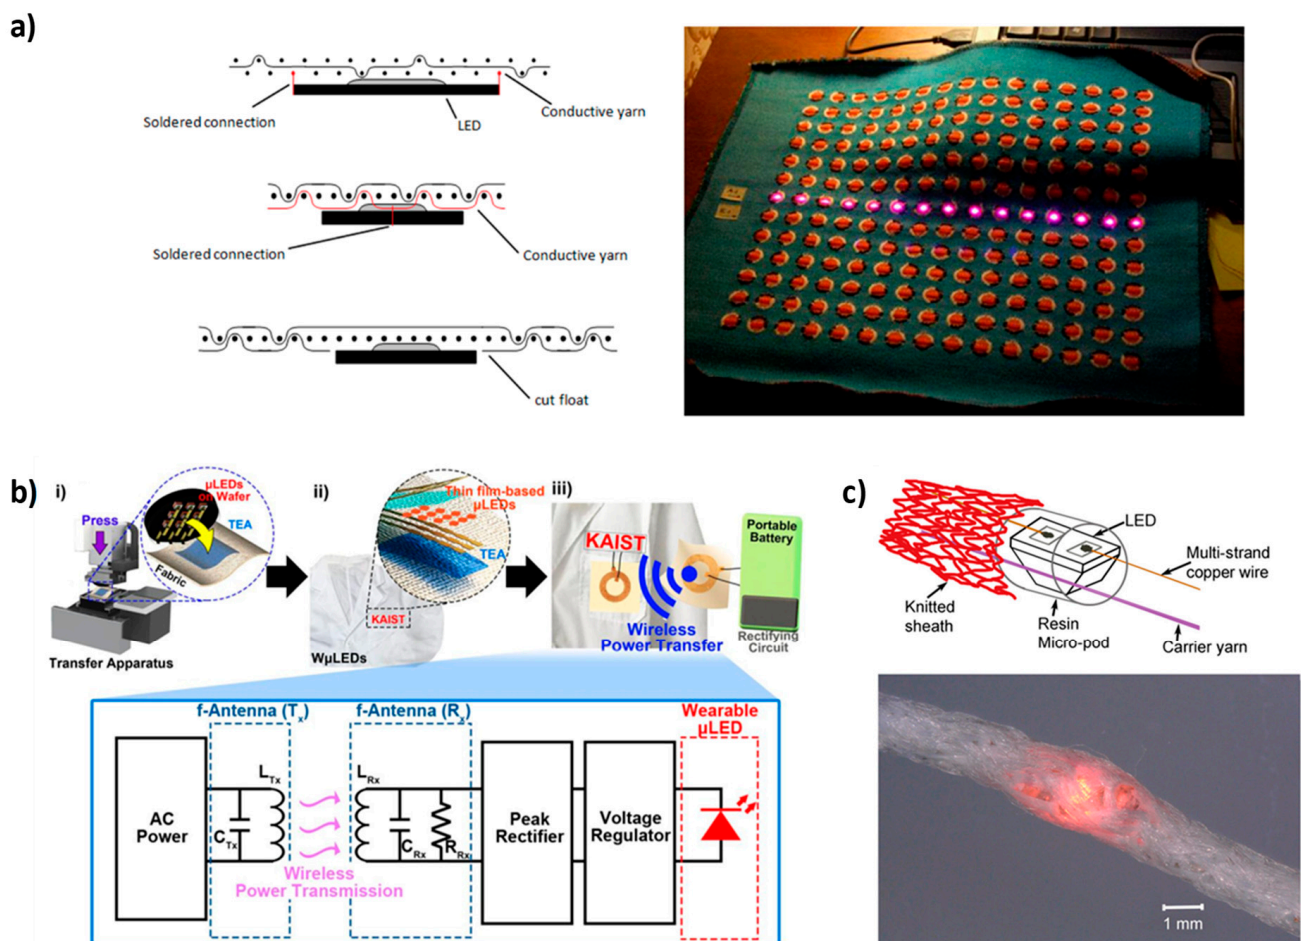 a)
Soldered connection
LED
Conductive yarn
Soldered connection
Conductive yarn
cut float
b)
i)
μLEDs
on Wafer
Press
TEA
Fabric
Transfer Apparatus
ii)
Thin film-based
μLEDs
TEA
KAIST
WμLEDs
iii)
KAIST
Portable
Battery
Wireless
Power Transfer
Rectifying
Circuit
f-Antenna (Tx)
f-Antenna (Rx)
Wearable
μLED
AC
Power
LTx
CTx
Wireless
Power Transmission
LRx
CRx
RRx
Peak
Rectifier
Voltage
Regulator
c)
LED
Multi-strand
copper wire
Knitted
sheath
Resin
Micro-pod
Carrier yarn
1 mm